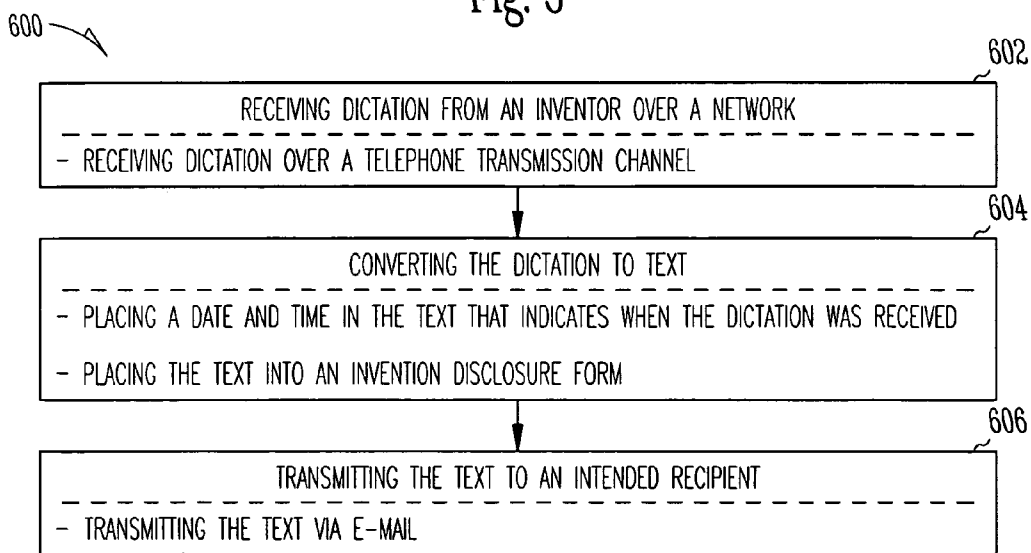 600
602
RECEIVING DICTATION FROM AN INVENTOR OVER A NETWORK
- RECEIVING DICTATION OVER A TELEPHONE TRANSMISSION CHANNEL
604
CONVERTING THE DICTATION TO TEXT
- PLACING A DATE AND TIME IN THE TEXT THAT INDICATES WHEN THE DICTATION WAS RECEIVED
- PLACING THE TEXT INTO AN INVENTION DISCLOSURE FORM
606
TRANSMITTING THE TEXT TO AN INTENDED RECIPIENT
- TRANSMITTING THE TEXT VIA E-MAIL